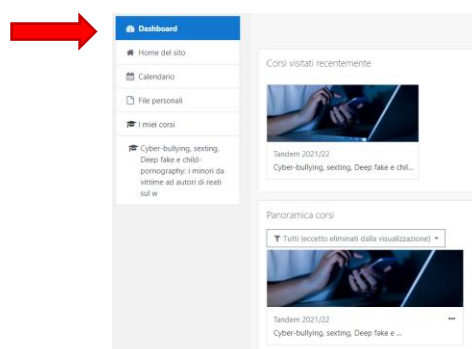 Dashboard
Home del sito
Calendario
File personali
I miei corsi
Cyber-bullying, sexting,
Deep fake e child-
pornography: i minori da
vittime ad autori di reati
sul w
Corsi visitati recentemente
Tandem 2021/22
Cyber-bullying, sexting, Deep fake e chil...
Panoramica corsi
Tutti (eccetto eliminati dalla visualizzazione)
Tandem 2021/22
Cyber-bullying, sexting, Deep fake e ...